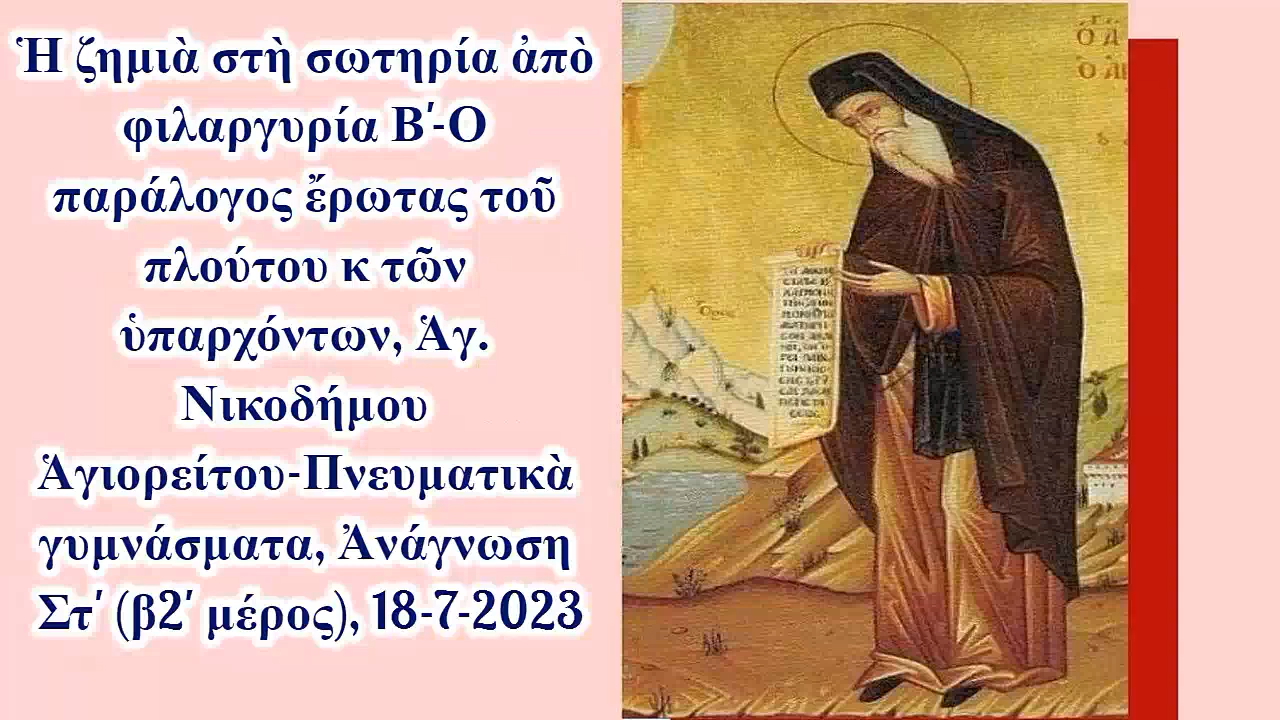 Ἡ ζημιὰ στὴ σωτηρία ἀπὸ
φιλαργυρία Β΄-Ο
παράλογος ἔρωτας τοῦ
πλούτου κ τῶν
ὑπαρχόντων, Ἁγ.
Νικοδήμου
Ἁγιορείτου-Πνευματικὰ
γυμνάσματα, Ἀνάγνωση
Στ΄ (β2΄ μέρος), 18-7-2023